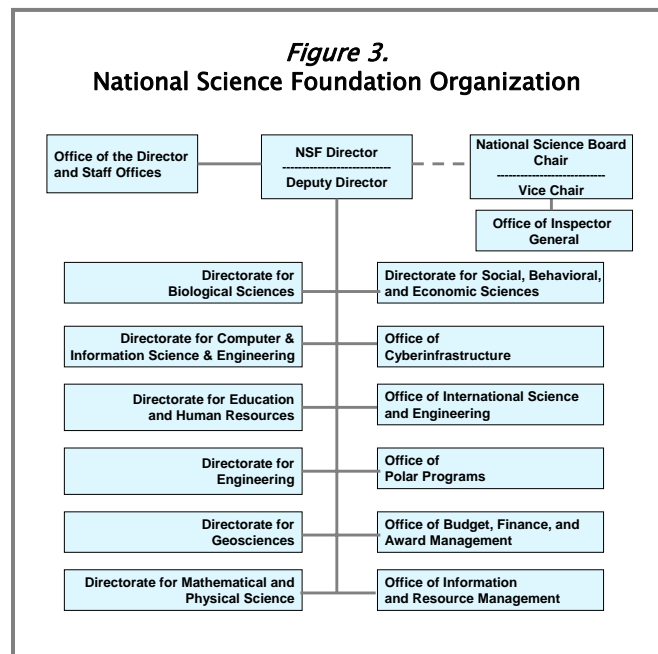 Figure 3.
National Science Foundation Organization
Office of the Director
and Staff Offices
NSF Director
----------------------------
Deputy Director
National Science Board
Chair
----------------------------
Vice Chair
Office of Inspector
General
Directorate for
Biological Sciences
Directorate for Social, Behavioral,
and Economic Sciences
Directorate for Computer &
Information Science & Engineering
Office of
Cyberinfrastructure
Directorate for Education
and Human Resources
Office of International Science
and Engineering
Directorate for
Engineering
Office of
Polar Programs
Directorate for
Geosciences
Office of Budget, Finance, and
Award Management
Directorate for Mathematical and
Physical Science
Office of Information
and Resource Management